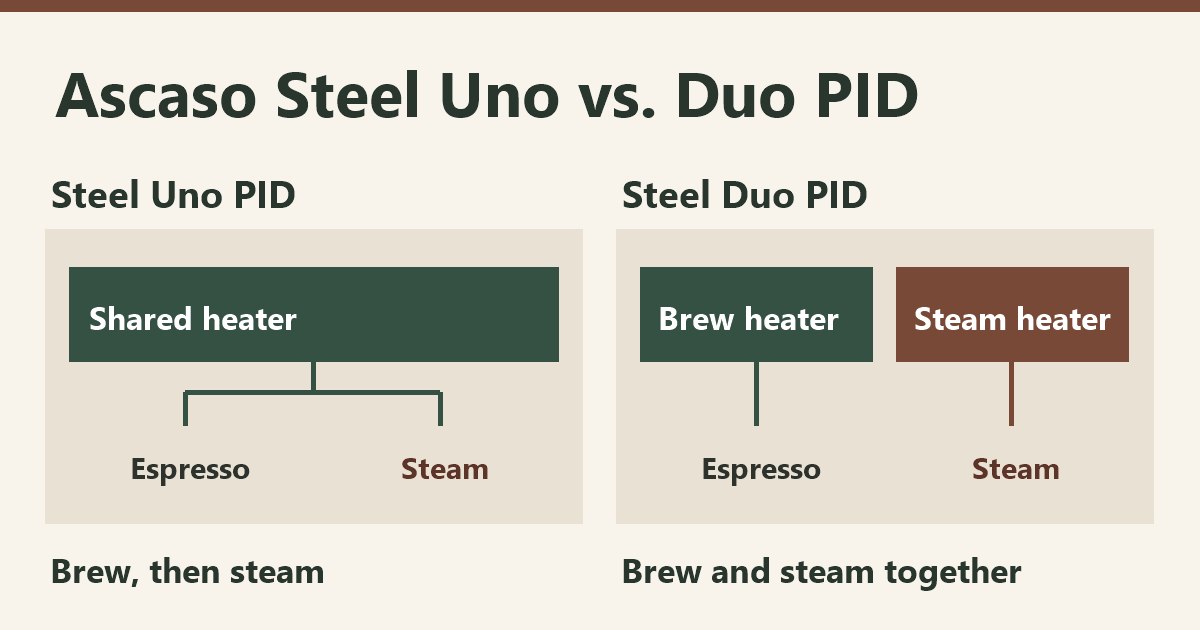 Ascaso Steel Uno vs. Duo PID
Steel Uno PID
Shared heater
Espresso
Steam
Brew, then steam
Steel Duo PID
Brew heater
Steam heater
Espresso
Steam
Brew and steam together